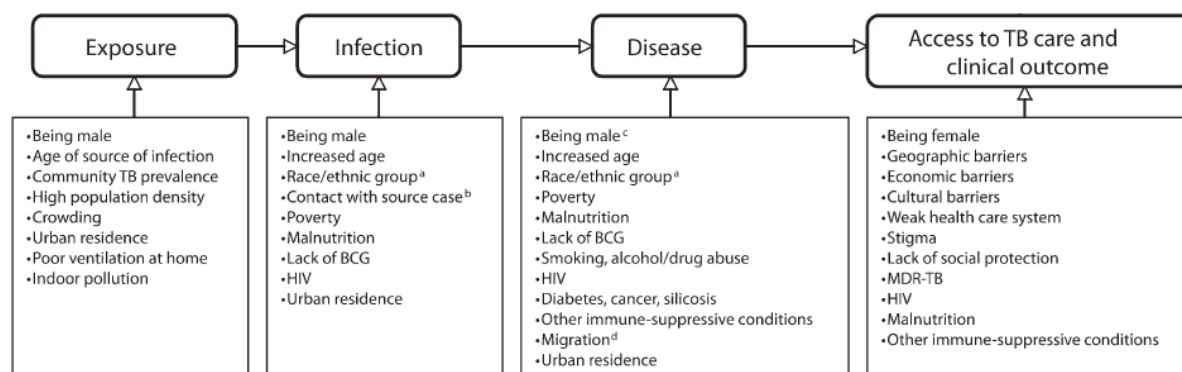 Exposure
Infection
Disease
Access to TB care and
clinical outcome
•Being male
•Age of source of infection
•Community TB prevalence
•High population density
•Crowding
•Urban residence
•Poor ventilation at home
•Indoor pollution
•Being male
•Increased age
•Race/ethnic groupᵃ
•Contact with source caseᵇ
•Poverty
•Malnutrition
•Lack of BCG
•HIV
•Urban residence
•Being maleᶜ
•Increased age
•Race/ethnic groupᵃ
•Poverty
•Malnutrition
•Lack of BCG
•Smoking, alcohol/drug abuse
•HIV
•Diabetes, cancer, silicosis
•Other immune-suppressive conditions
•Migrationᵈ
•Urban residence
•Being female
•Geographic barriers
•Economic barriers
•Cultural barriers
•Weak health care system
•Stigma
•Lack of social protection
•MDR-TB
•HIV
•Malnutrition
•Other immune-suppressive conditions